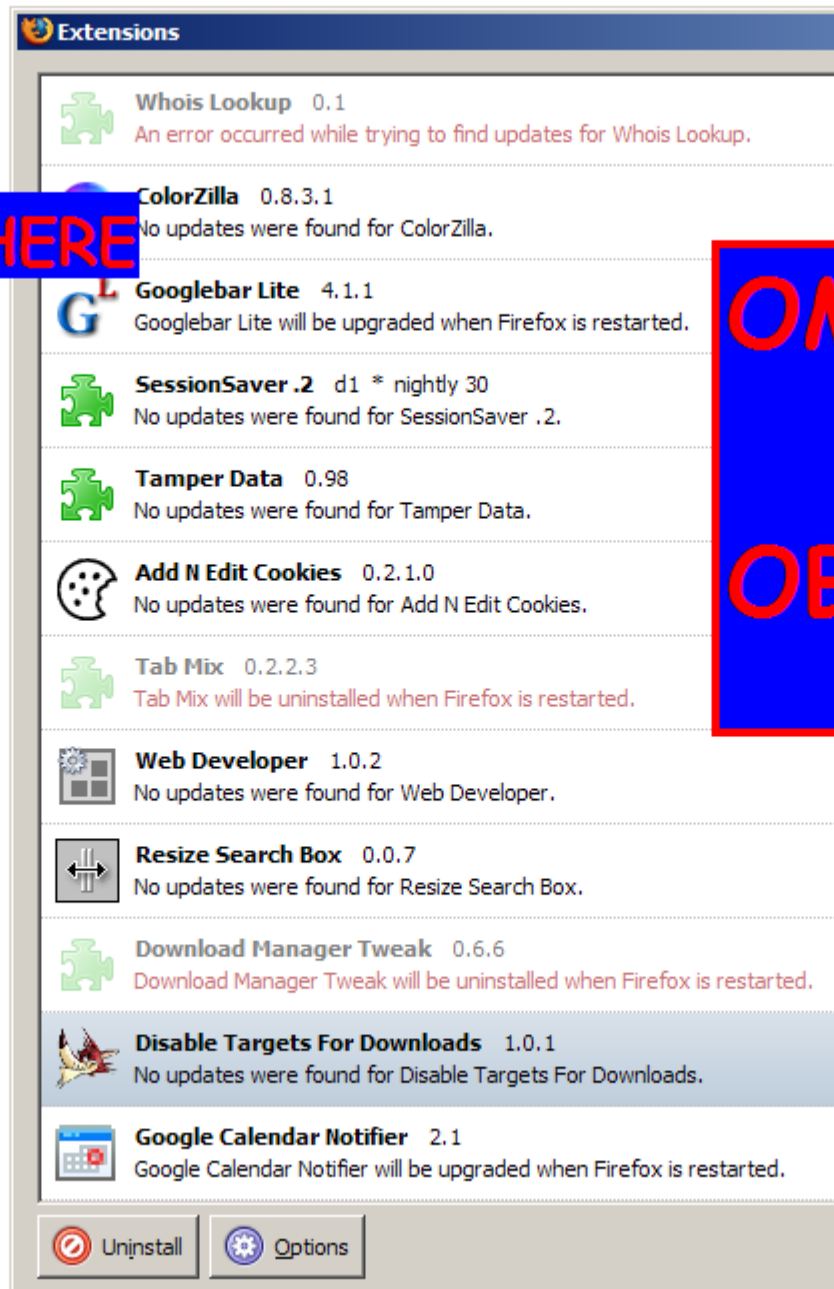 Extensions
Whois Lookup 0.1
An error occurred while trying to find updates for Whois Lookup.
ColorZilla 0.8.3.1
No updates were found for ColorZilla.
HERE
Googlebar Lite 4.1.1
Googlebar Lite will be upgraded when Firefox is restarted.
SessionSaver .2 d1 * nightly 30
No updates were found for SessionSaver .2.
Tamper Data 0.98
No updates were found for Tamper Data.
Add N Edit Cookies 0.2.1.0
No updates were found for Add N Edit Cookies.
Tab Mix 0.2.2.3
Tab Mix will be uninstalled when Firefox is restarted.
Web Developer 1.0.2
No updates were found for Web Developer.
Resize Search Box 0.0.7
No updates were found for Resize Search Box.
Download Manager Tweak 0.6.6
Download Manager Tweak will be uninstalled when Firefox is restarted.
Disable Targets For Downloads 1.0.1
No updates were found for Disable Targets For Downloads.
Google Calendar Notifier 2.1
Google Calendar Notifier will be upgraded when Firefox is restarted.
Uninstall Options